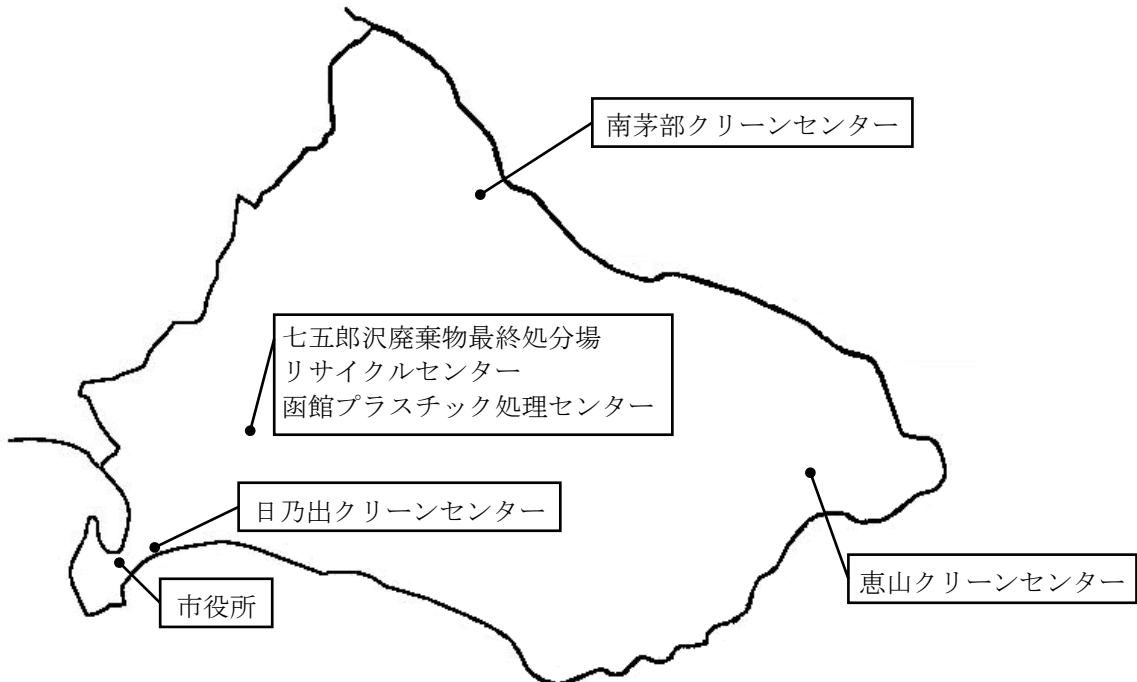 南茅部クリーンセンター
七五郎沢廃棄物最終処分場
リサイクルセンター
函館プラスチック処理センター
日乃出クリーンセンター
市役所
恵山クリーンセンター